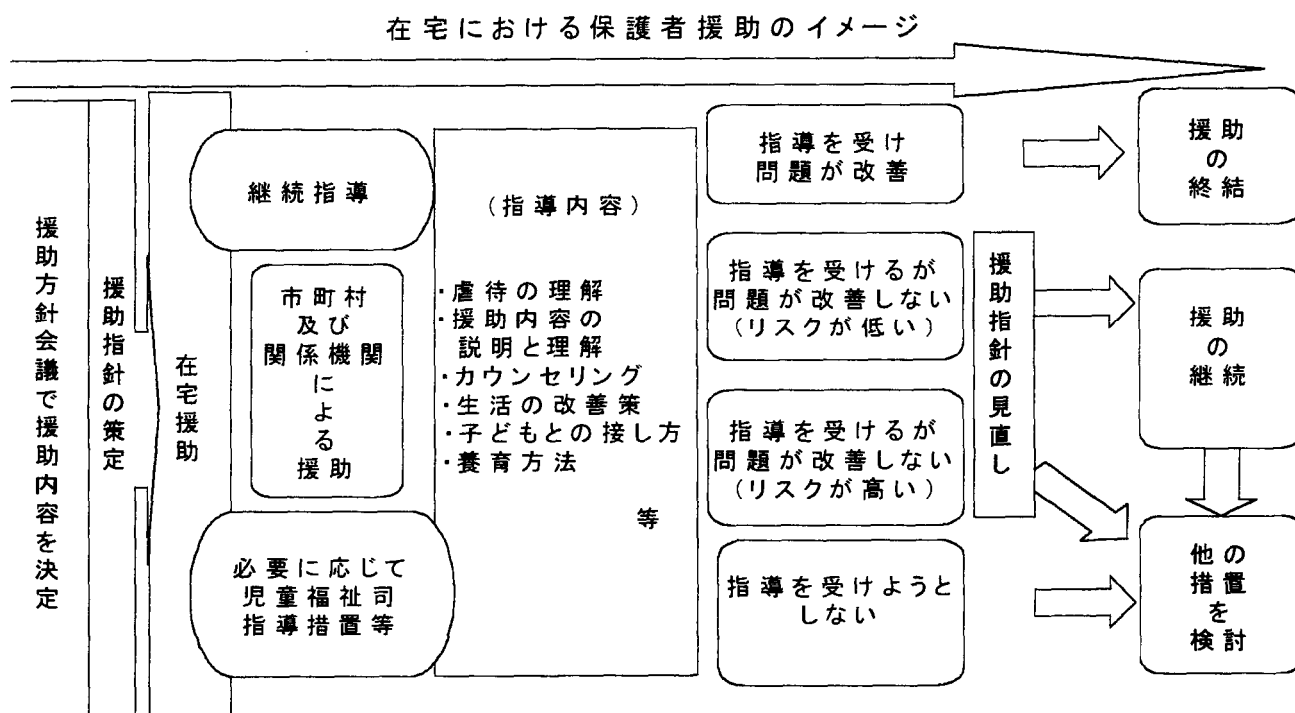 在宅における保護者援助のイメージ
援助方針会議で援助内容を決定
援助指針の策定
在宅援助
継続指導
市町村
及び
関係機関
による
援助
必要に応じて
児童福祉司
指導措置等
（指導内容）
・虐待の理解
・援助内容の
説明と理解
・カウンセリング
・生活の改善策
・子どもとの接し方
・養育方法
等
指導を受け
問題が改善
指導を受けるが
問題が改善しない
（リスクが低い）
指導を受けるが
問題が改善しない
（リスクが高い）
指導を受けようと
しない
援助指針の見直し
援助
の
終結
援助
の
継続
他の
措置
を
検討